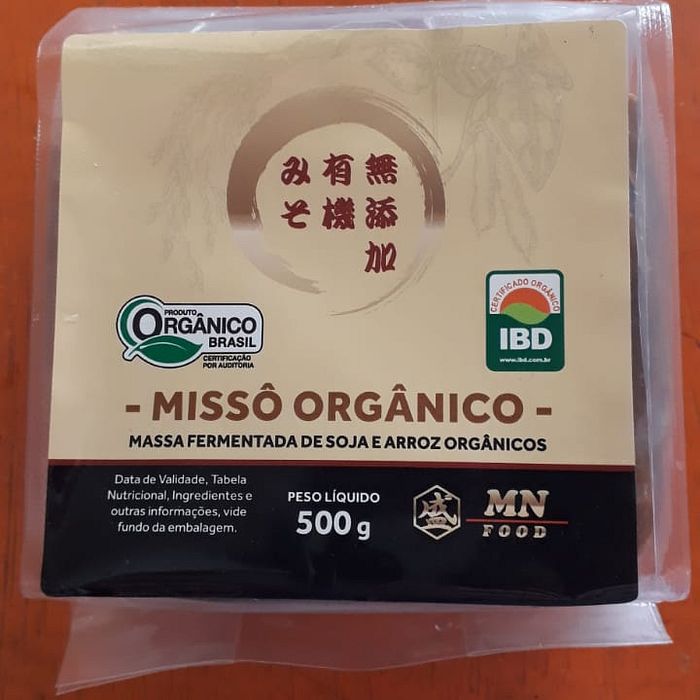 無添加
有機
みそ
PRODUTO
ORGÂNICO
BRASIL
CERTIFICAÇÃO
POR AUDITORIA
CERTIFICADO ORGÂNICO
IBD
www.ibd.com.br
- MISSÔ ORGÂNICO -
MASSA FERMENTADA DE SOJA E ARROZ ORGÂNICOS
Data de Validade, Tabela
Nutricional, Ingredientes e
outras informações, vide
fundo da embalagem.
PESO LÍQUIDO
500 g
盛
MN
FOOD